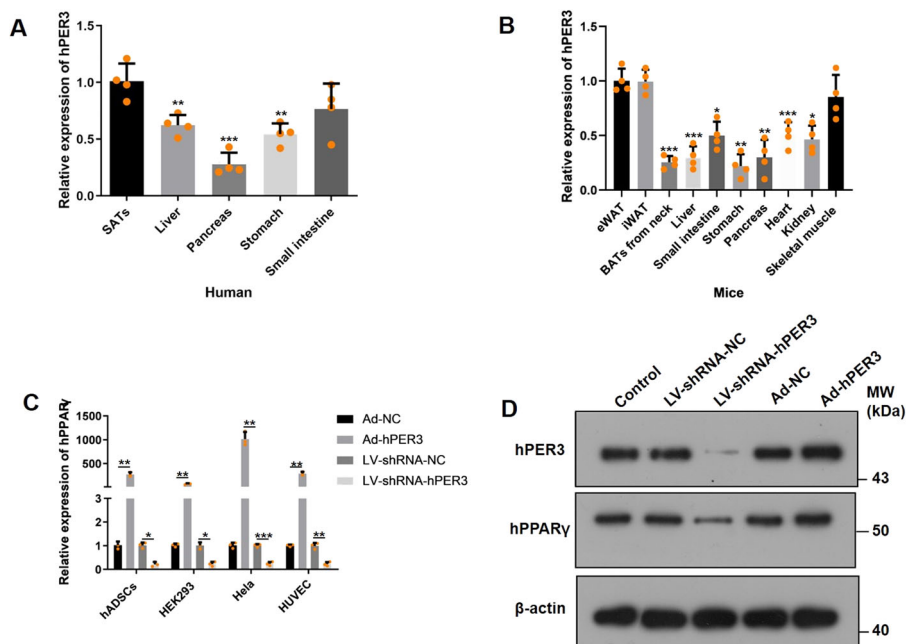 A
Relative expression of hPER3
1.5
1.0
0.5
0.0
**
***
**
SATs
Liver
Pancreas
Stomach
Small intestine
Human
B
Relative expression of hPER3
1.5
1.0
0.5
0.0
***
***
*
**
**
***
*
eWAT
iWAT
BATs from neck
Liver
Small intestine
Stomach
Pancreas
Heart
Kidney
Skeletal muscle
Mice
C
Relative expression of hPPARγ
1500
1000
500
4
3
2
1
0
**
*
**
*
**
***
**
**
hADSCs
HEK293
Hela
HUVEC
Ad-NC
Ad-hPER3
LV-shRNA-NC
LV-shRNA-hPER3
D
Control
LV-shRNA-NC
LV-shRNA-hPER3
Ad-NC
Ad-hPER3
MW
(kDa)
hPER3
43
hPPARγ
50
β-actin
40